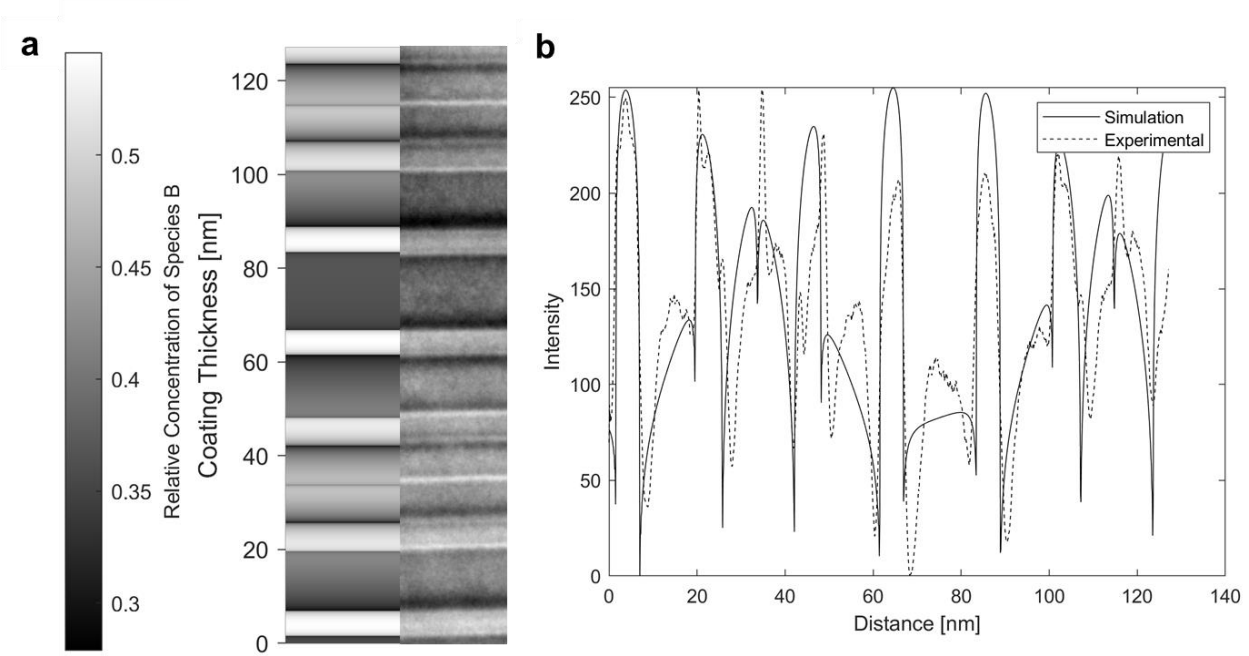 a
0.5
0.45
0.4
0.35
0.3
Relative Concentration of Species B
Coating Thickness [nm]
120
100
80
60
40
20
0
b
Intensity
250
200
150
100
50
0
Simulation
Experimental
0 20 40 60 80 100 120 140
Distance [nm]